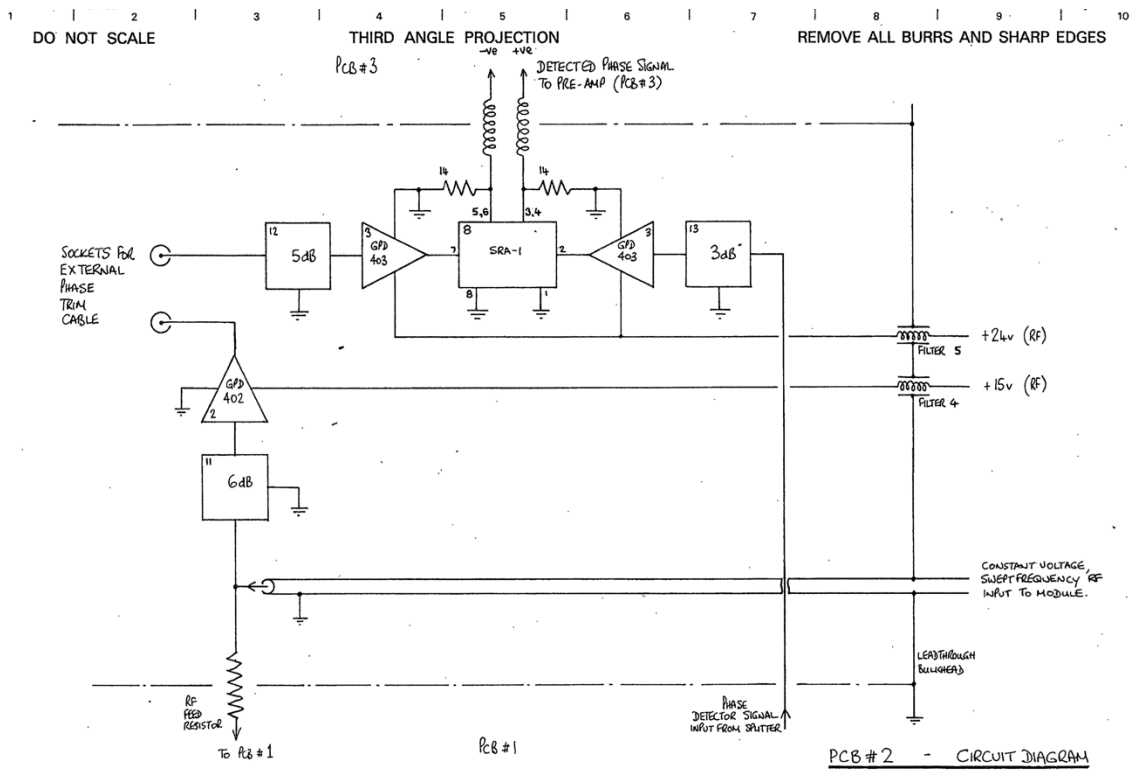 1 2 3 4 5 6 7 8 9 10
DO NOT SCALE
THIRD ANGLE PROJECTION
REMOVE ALL BURRS AND SHARP EDGES
PCB#3
-ve +ve
DETECTED PHASE SIGNAL
TO PRE-AMP (PCB#3)
14
14
5,6
3,4
12
5dB
3
GPD
403
7
8
SRA-1
2
8
1
3
GPD
403
13
3dB
SOCKETS FOR
EXTERNAL
PHASE
TRIM
CABLE
+24v (RF)
FILTER 5
+15v (RF)
FILTER 4
GPD
402
2
11
6dB
CONSTANT VOLTAGE,
SWEPT FREQUENCY RF
INPUT TO MODULE.
LEADTHROUGH
BULKHEAD
RF
FEED
RESISTOR
TO PCB #1
PHASE
DETECTOR SIGNAL
INPUT FROM SPLITTER
PCB#1
PCB #2 - CIRCUIT DIAGRAM